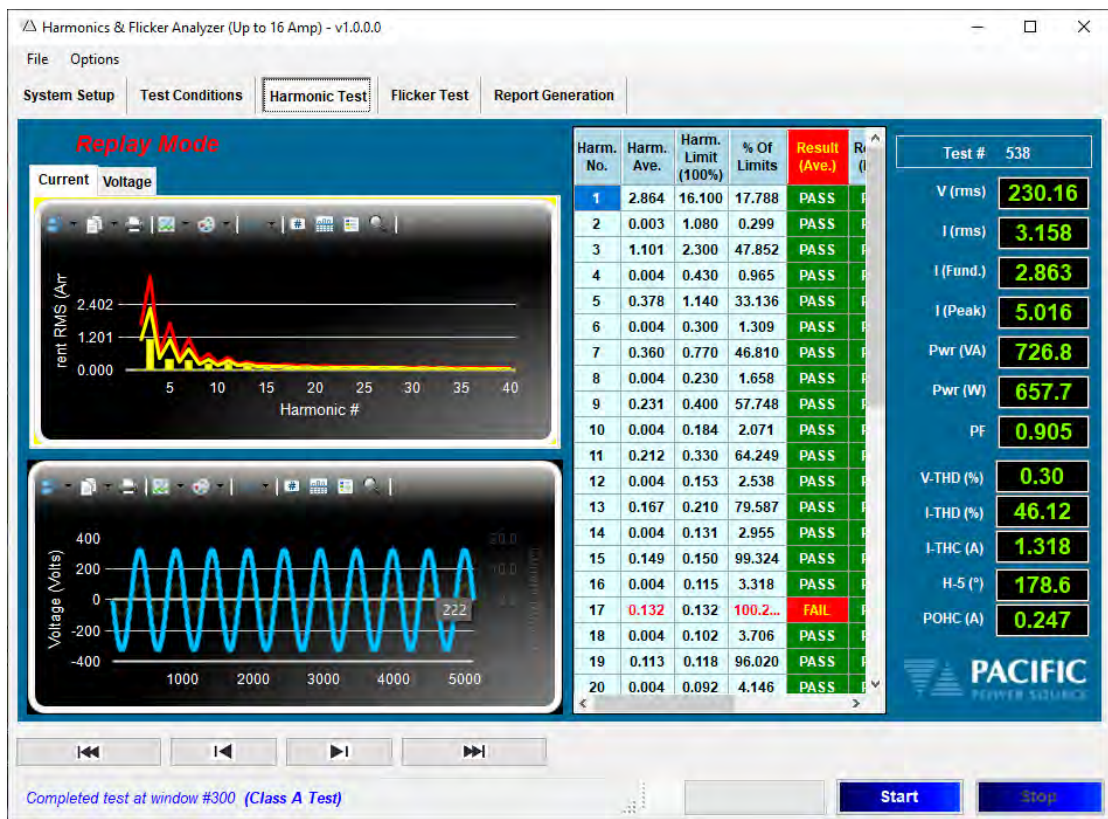 Harmonics & Flicker Analyzer (Up to 16 Amp) - v1.0.0.0
File Options
System Setup Test Conditions Harmonic Test Flicker Test Report Generation
Replay Mode
Current Voltage
rent RMS (
2.402
1.201
0.000
5 10 15 20 25 30 35 40
Harmonic #
Voltage (Volts)
400
200
0
-200
-400
222
1000 2000 3000 4000 5000
Harm. No. Harm. Ave. Harm. Limit (100%) % Of Limits Result (Ave.)
1 2.864 16.100 17.788 PASS
2 0.003 1.080 0.299 PASS
3 1.101 2.300 47.852 PASS
4 0.004 0.430 0.965 PASS
5 0.378 1.140 33.136 PASS
6 0.004 0.300 1.309 PASS
7 0.360 0.770 46.810 PASS
8 0.004 0.230 1.658 PASS
9 0.231 0.400 57.748 PASS
10 0.004 0.184 2.071 PASS
11 0.212 0.330 64.249 PASS
12 0.004 0.153 2.538 PASS
13 0.167 0.210 79.587 PASS
14 0.004 0.131 2.955 PASS
15 0.149 0.150 99.324 PASS
16 0.004 0.115 3.318 PASS
17 0.132 0.132 100.2... FAIL
18 0.004 0.102 3.706 PASS
19 0.113 0.118 96.020 PASS
20 0.004 0.092 4.146 PASS
Test # 538
V (rms) 230.16
I (rms) 3.158
I (Fund.) 2.863
I (Peak) 5.016
Pwr (VA) 726.8
Pwr (W) 657.7
PF 0.905
V-THD (%) 0.30
I-THD (%) 46.12
I-THC (A) 1.318
H-5 (°) 178.6
POHC (A) 0.247
PACIFIC
POWER SOURCE
Completed test at window #300 (Class A Test)
Start Stop